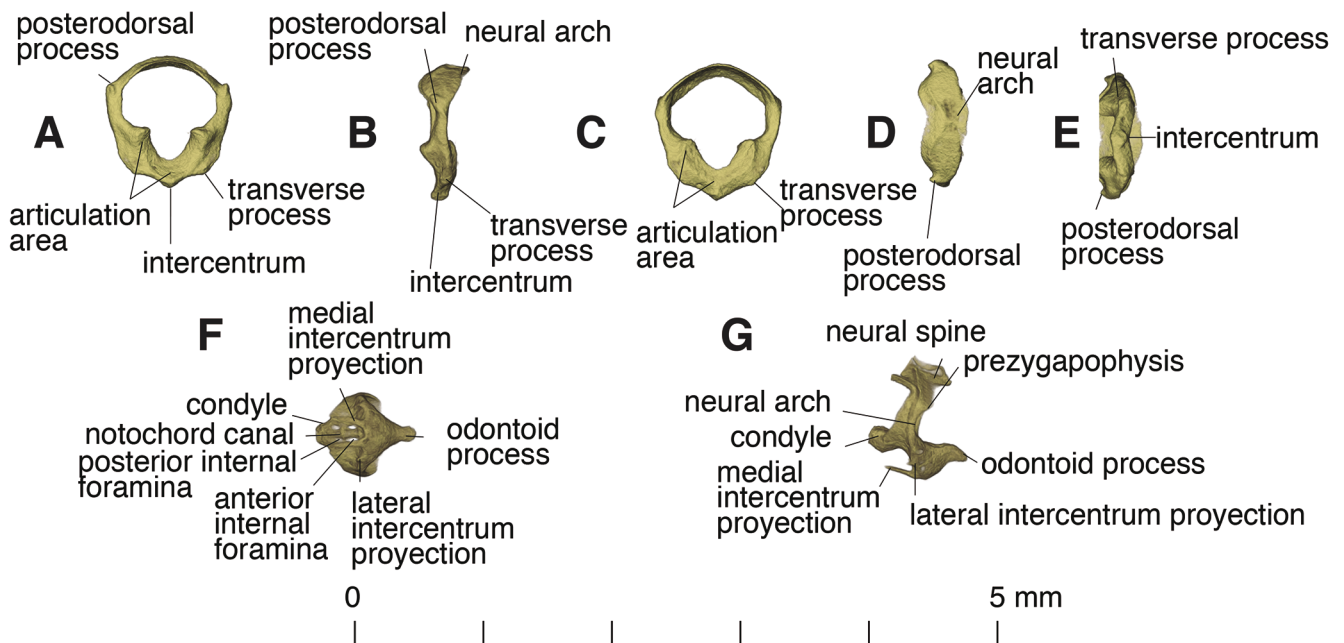 posterodorsal
process
A
articulation
area
intercentrum
transverse
process
posterodorsal
process
neural arch
B
transverse
process
intercentrum
C
articulation
area
transverse
process
D
neural
arch
posterodorsal
process
transverse process
E
intercentrum
posterodorsal
process
F
medial
intercentrum
proyection
condyle
notochord canal
posterior internal
foramina
anterior
internal
foramina
lateral
intercentrum
proyection
odontoid
process
G
neural spine
prezygapophysis
neural arch
condyle
medial
intercentrum
proyection
odontoid process
lateral intercentrum proyection
0
5 mm